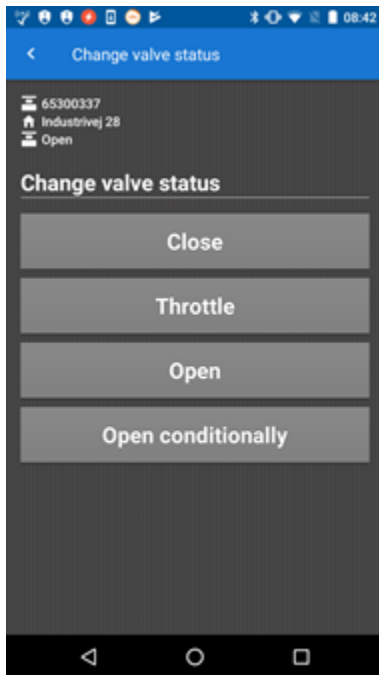 08:42
Change valve status
65300337
Industrivej 28
Open
Change valve status
Close
Throttle
Open
Open conditionally